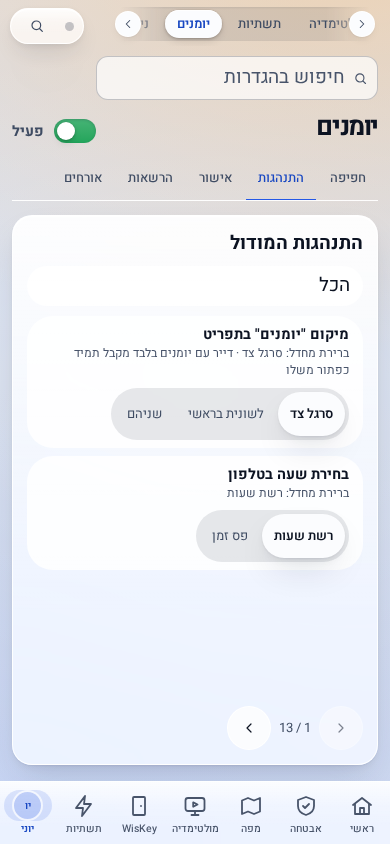 יומנים
תשתיות
חיפוש בהגדרות
יומנים
פעיל
חפיפה
התנהגות
אישור
הרשאות
אורחים
התנהגות המודול
הכל
מיקום "יומנים" בתפריט
ברירת מחדל: סרגל צד · דייר עם יומנים בלבד מקבל תמיד
כפתור משלו
סרגל צד
לשונית בראשי
שניהם
בחירת שעה בטלפון
ברירת מחדל: רשת שעות
רשת שעות
פס זמן
1 / 13
ראשי
אבטחה
מפה
מולטימדיה
WisKey
תשתיות
יו
יוני